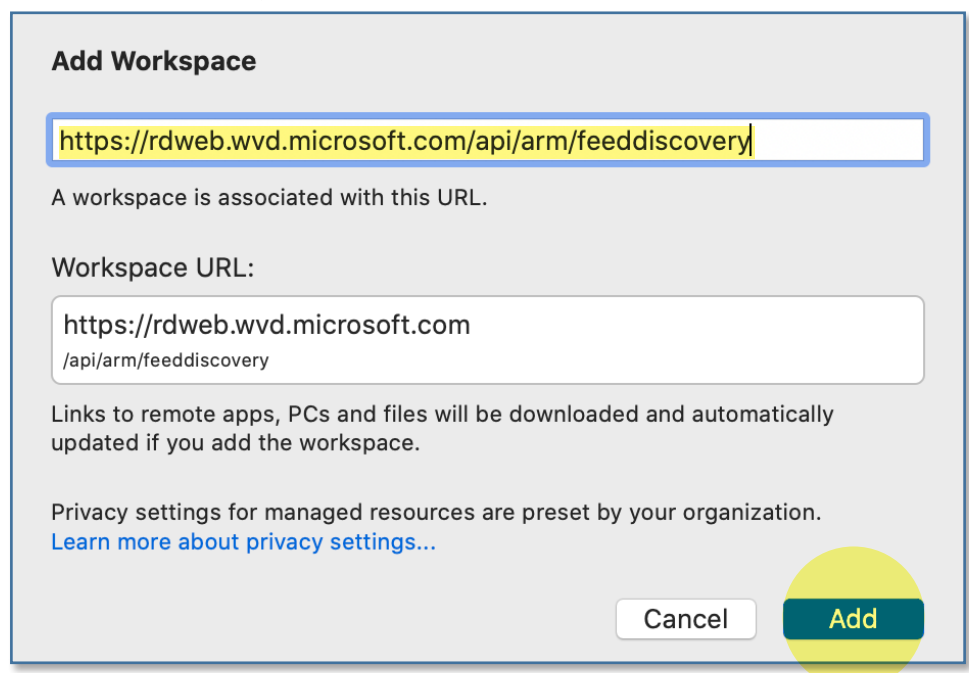 Add Workspace
https://rdweb.wvd.microsoft.com/api/arm/feeddiscovery
A workspace is associated with this URL.
Workspace URL:
https://rdweb.wvd.microsoft.com
/api/arm/feeddiscovery
Links to remote apps, PCs and files will be downloaded and automatically
updated if you add the workspace.
Privacy settings for managed resources are preset by your organization.
Learn more about privacy settings...
Cancel Add